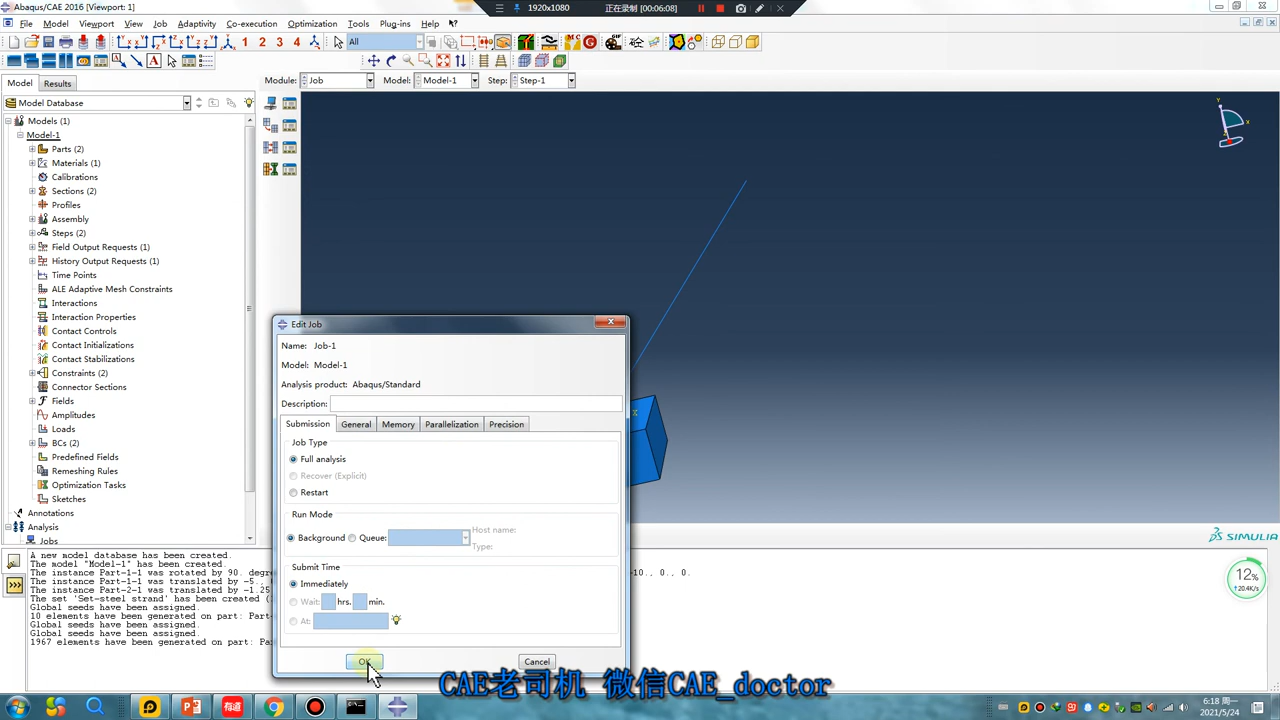 Abaqus/CAE 2016 [Viewport: 1]
1920x1080
正在录制 [00:06:08]
File Model Viewport View Job Adaptivity Co-execution Optimization Tools Plug-ins Help
1 2 3 4
All
Model Results
Module: Job Model: Model-1 Step: Step-1
Model Database
Models (1)
Model-1
Parts (2)
Materials (1)
Calibrations
Sections (2)
Profiles
Assembly
Steps (2)
Field Output Requests (1)
History Output Requests (1)
Time Points
ALE Adaptive Mesh Constraints
Interactions
Interaction Properties
Contact Controls
Contact Initializations
Contact Stabilizations
Constraints (2)
Connector Sections
Fields
Amplitudes
Loads
BCs (2)
Predefined Fields
Remeshing Rules
Optimization Tasks
Sketches
Annotations
Analysis
Jobs
Y
X
Edit Job
Name: Job-1
Model: Model-1
Analysis product: Abaqus/Standard
Description:
Submission General Memory Parallelization Precision
Job Type
Full analysis
Recover (Explicit)
Restart
Run Mode
Background Queue: Host name:
Type:
Submit Time
Immediately
Wait: hrs. min.
At:
OK Cancel
SIMULIA
12%
↑20.4K/s
A new model database has been created.
The model "Model-1" has been created.
The instance Part-1-1 was rotated by 90. degre
The instance Part-1-1 was translated by -5., 
The instance Part-2-1 was translated by -1.25
The set 'Set-steel strand' has been created (
Global seeds have been assigned.
10 elements have been generated on part: Part-
Global seeds have been assigned.
Global seeds have been assigned.
1967 elements have been generated on part: Par
-10., 0., 0.
CAE老司机 微信CAE_doctor
6:18 周一
2021/5/24